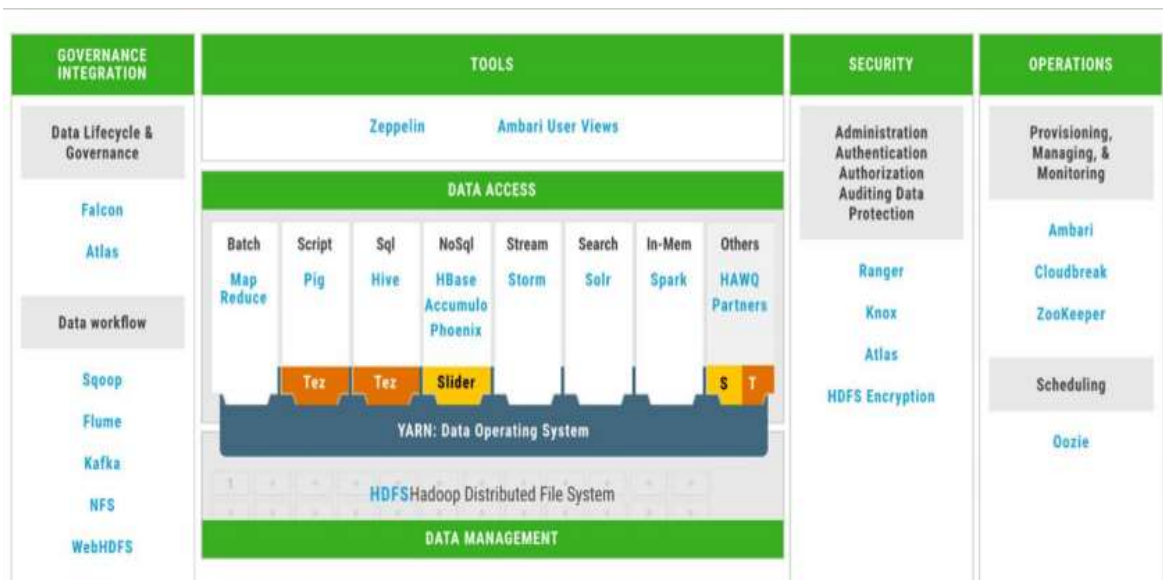 GOVERNANCE
INTEGRATION
Data Lifecycle &
Governance
Falcon
Atlas
Data workflow
Sqoop
Flume
Kafka
NFS
WebHDFS
TOOLS
Zeppelin
Ambari User Views
DATA ACCESS
Batch
Map
Reduce
Script
Pig
Tez
Sql
Hive
Tez
NoSql
HBase
Accumulo
Phoenix
Slider
Stream
Storm
Search
Solr
In-Mem
Spark
Others
HAWQ
Partners
S T
YARN: Data Operating System
HDFSHadoop Distributed File System
DATA MANAGEMENT
SECURITY
Administration
Authentication
Authorization
Auditing Data
Protection
Ranger
Knox
Atlas
HDFS Encryption
OPERATIONS
Provisioning,
Managing, &
Monitoring
Ambari
Cloudbreak
ZooKeeper
Scheduling
Oozie